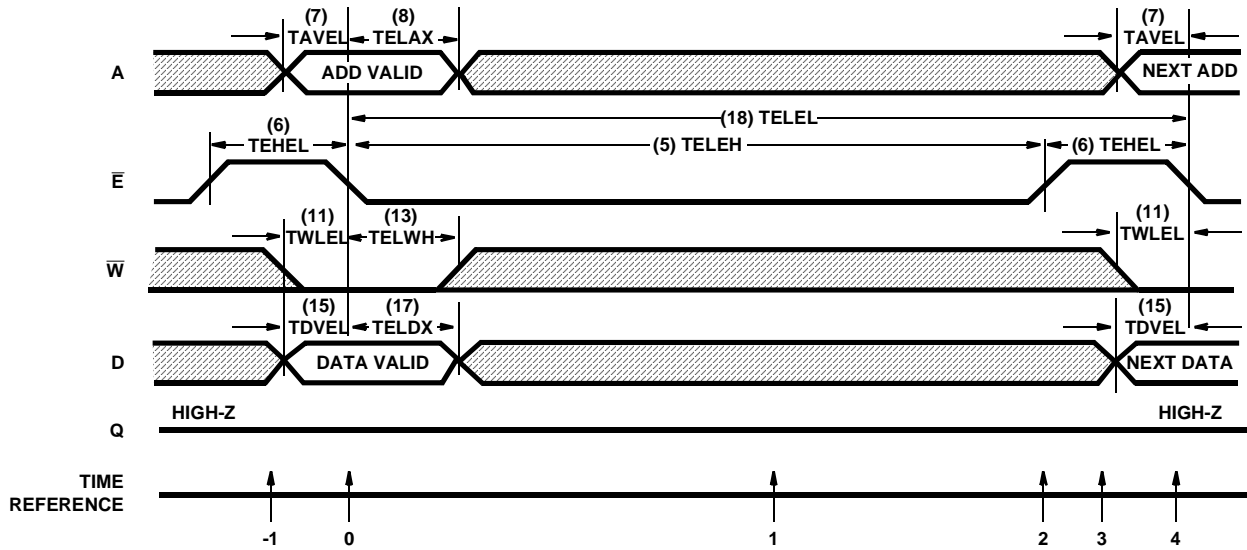 (7) (8) (7)
TAVEL TELAX TAVEL
A ADD VALID NEXT ADD
(18) TELEL
(6)
TEHEL (5) TELEH (6) TEHEL
E̅
(11) (13) (11)
TWLEL TELWH TWLEL
W̅
(15) (17) (15)
TDVEL TELDX TDVEL
D DATA VALID NEXT DATA
HIGH-Z HIGH-Z
Q
TIME
REFERENCE
-1 0 1 2 3 4